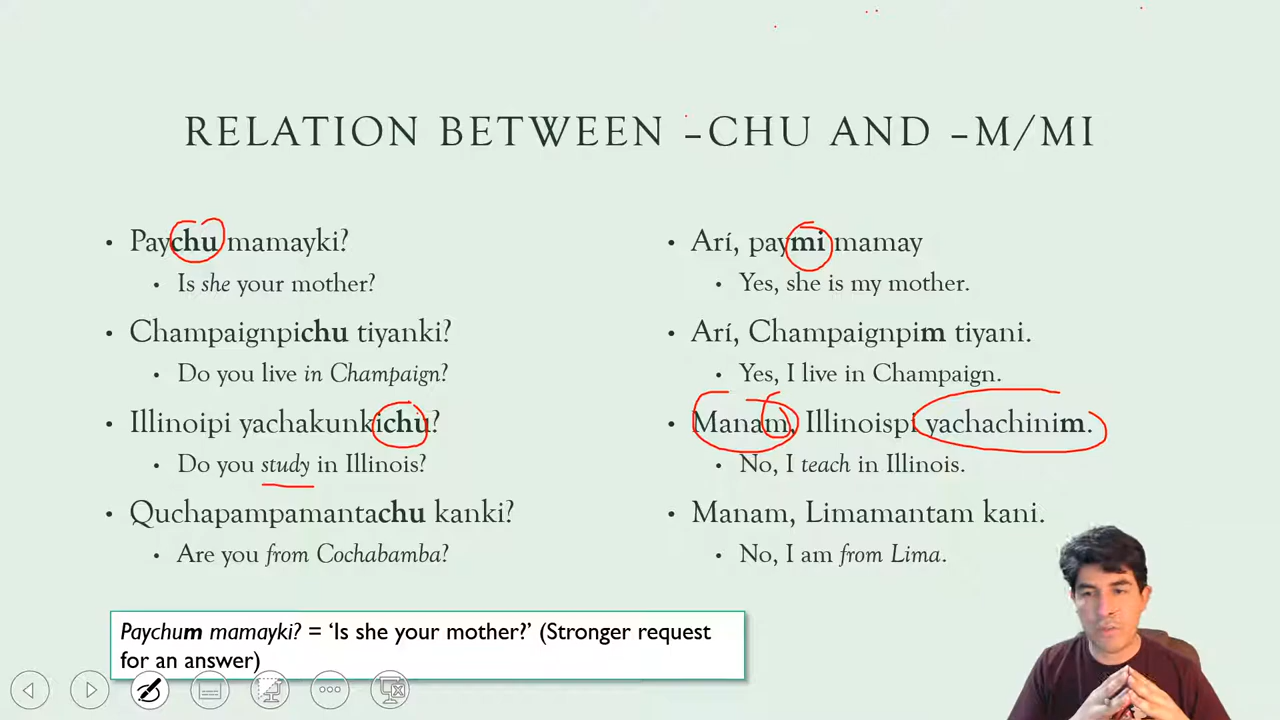 RELATION BETWEEN –CHU AND –M/MI
• Paychu mamayki?
• Is she your mother?
• Champaignpichu tiyanki?
• Do you live in Champaign?
• Illinoipi yachakunkichu?
• Do you study in Illinois?
• Quchapampamantachu kanki?
• Are you from Cochabamba?
• Arí, paymi mamay
• Yes, she is my mother.
• Arí, Champaignpim tiyani.
• Yes, I live in Champaign.
• Manam, Illinoispi yachachinim.
• No, I teach in Illinois.
• Manam, Limamantam kani.
• No, I am from Lima.
Paychum mamayki? = ‘Is she your mother?’ (Stronger request
for an answer)